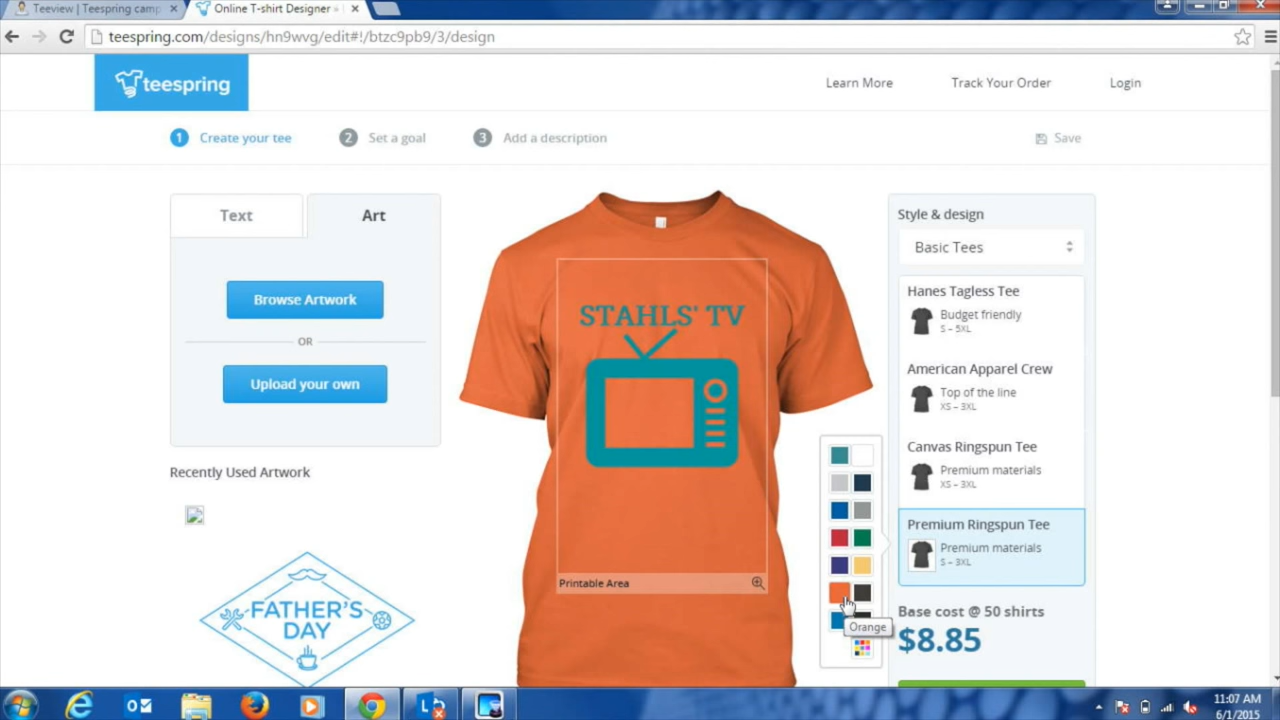 Teeview | Teespring camp
Online T-shirt Designer »
teespring.com/designs/hn9wvg/edit#!/btzc9pb9/3/design
teespring
Learn More
Track Your Order
Login
1 Create your tee
2 Set a goal
3 Add a description
Save
Text
Art
Browse Artwork
OR
Upload your own
Recently Used Artwork
FATHER'S
DAY
STAHLS' TV
Printable Area
Orange
Style & design
Basic Tees
Hanes Tagless Tee
Budget friendly
S – 5XL
American Apparel Crew
Top of the line
XS – 3XL
Canvas Ringspun Tee
Premium materials
XS – 3XL
Premium Ringspun Tee
Premium materials
S – 3XL
Base cost @ 50 shirts
$8.85
11:07 AM
6/1/2015